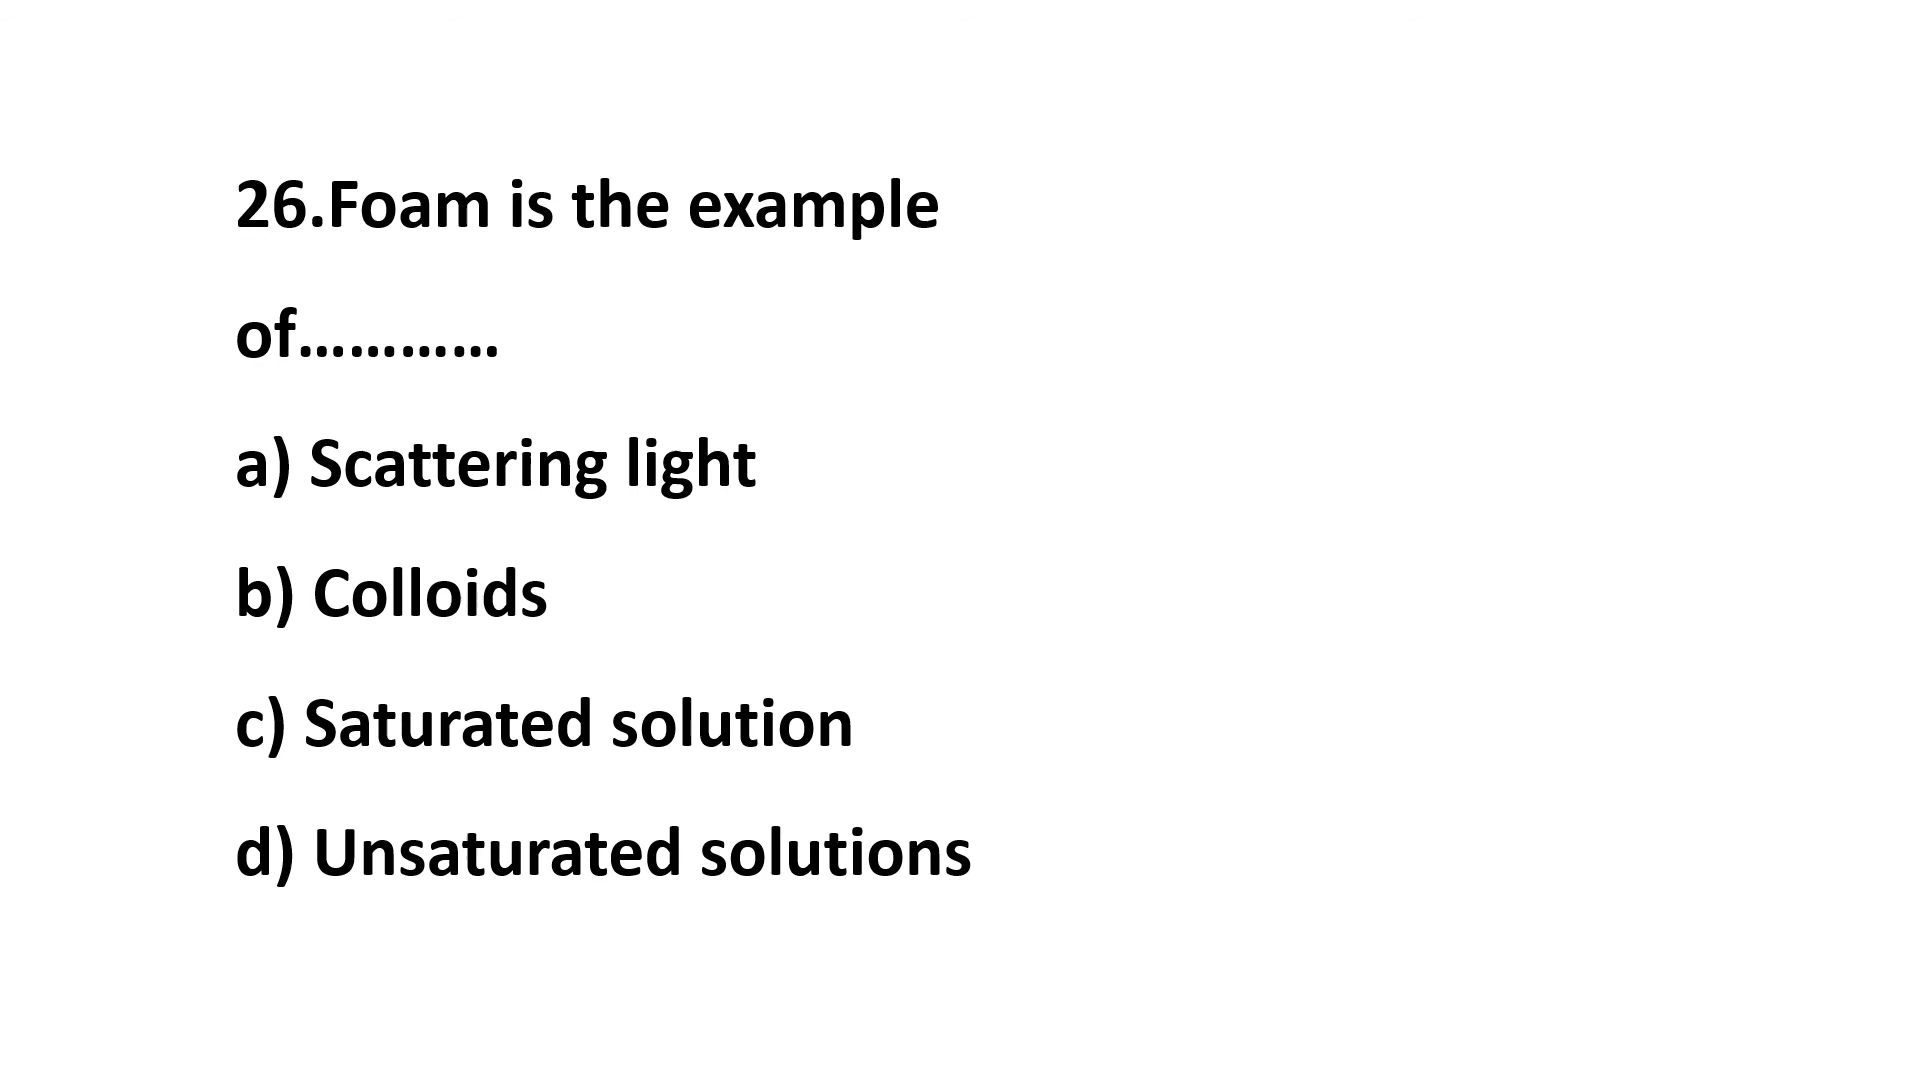 26.Foam is the example
of…………
a) Scattering light
b) Colloids
c) Saturated solution
d) Unsaturated solutions